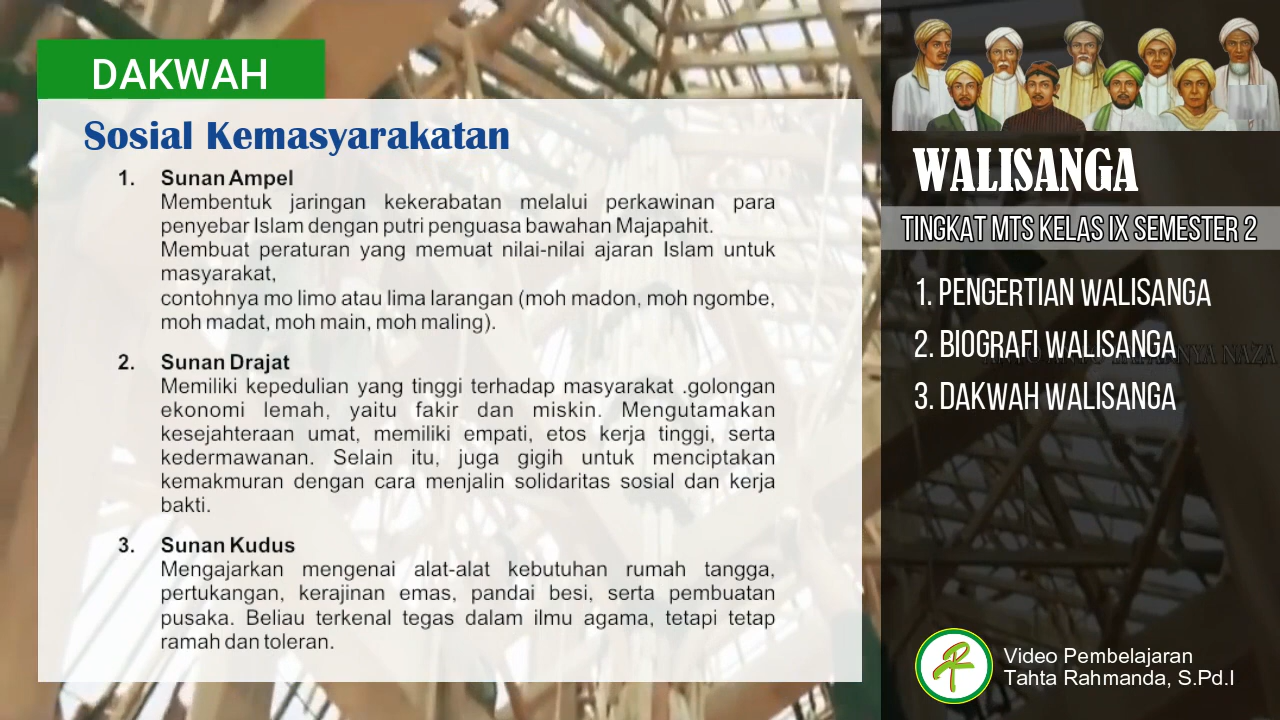 DAKWAH
Sosial Kemasyarakatan
1. Sunan Ampel
Membentuk jaringan kekerabatan melalui perkawinan para
penyebar Islam dengan putri penguasa bawahan Majapahit.
Membuat peraturan yang memuat nilai-nilai ajaran Islam untuk
masyarakat,
contohnya mo limo atau lima larangan (moh madon, moh ngombe,
moh madat, moh main, moh maling).
2. Sunan Drajat
Memiliki kepedulian yang tinggi terhadap masyarakat .golongan
ekonomi lemah, yaitu fakir dan miskin. Mengutamakan
kesejahteraan umat, memiliki empati, etos kerja tinggi, serta
kedermawanan. Selain itu, juga gigih untuk menciptakan
kemakmuran dengan cara menjalin solidaritas sosial dan kerja
bakti.
3. Sunan Kudus
Mengajarkan mengenai alat-alat kebutuhan rumah tangga,
pertukangan, kerajinan emas, pandai besi, serta pembuatan
pusaka. Beliau terkenal tegas dalam ilmu agama, tetapi tetap
ramah dan toleran.
WALISANGA
TINGKAT MTS KELAS IX SEMESTER 2
1. PENGERTIAN WALISANGA
2. BIOGRAFI WALISANGA
3. DAKWAH WALISANGA
Video Pembelajaran
Tahta Rahmanda, S.Pd.I